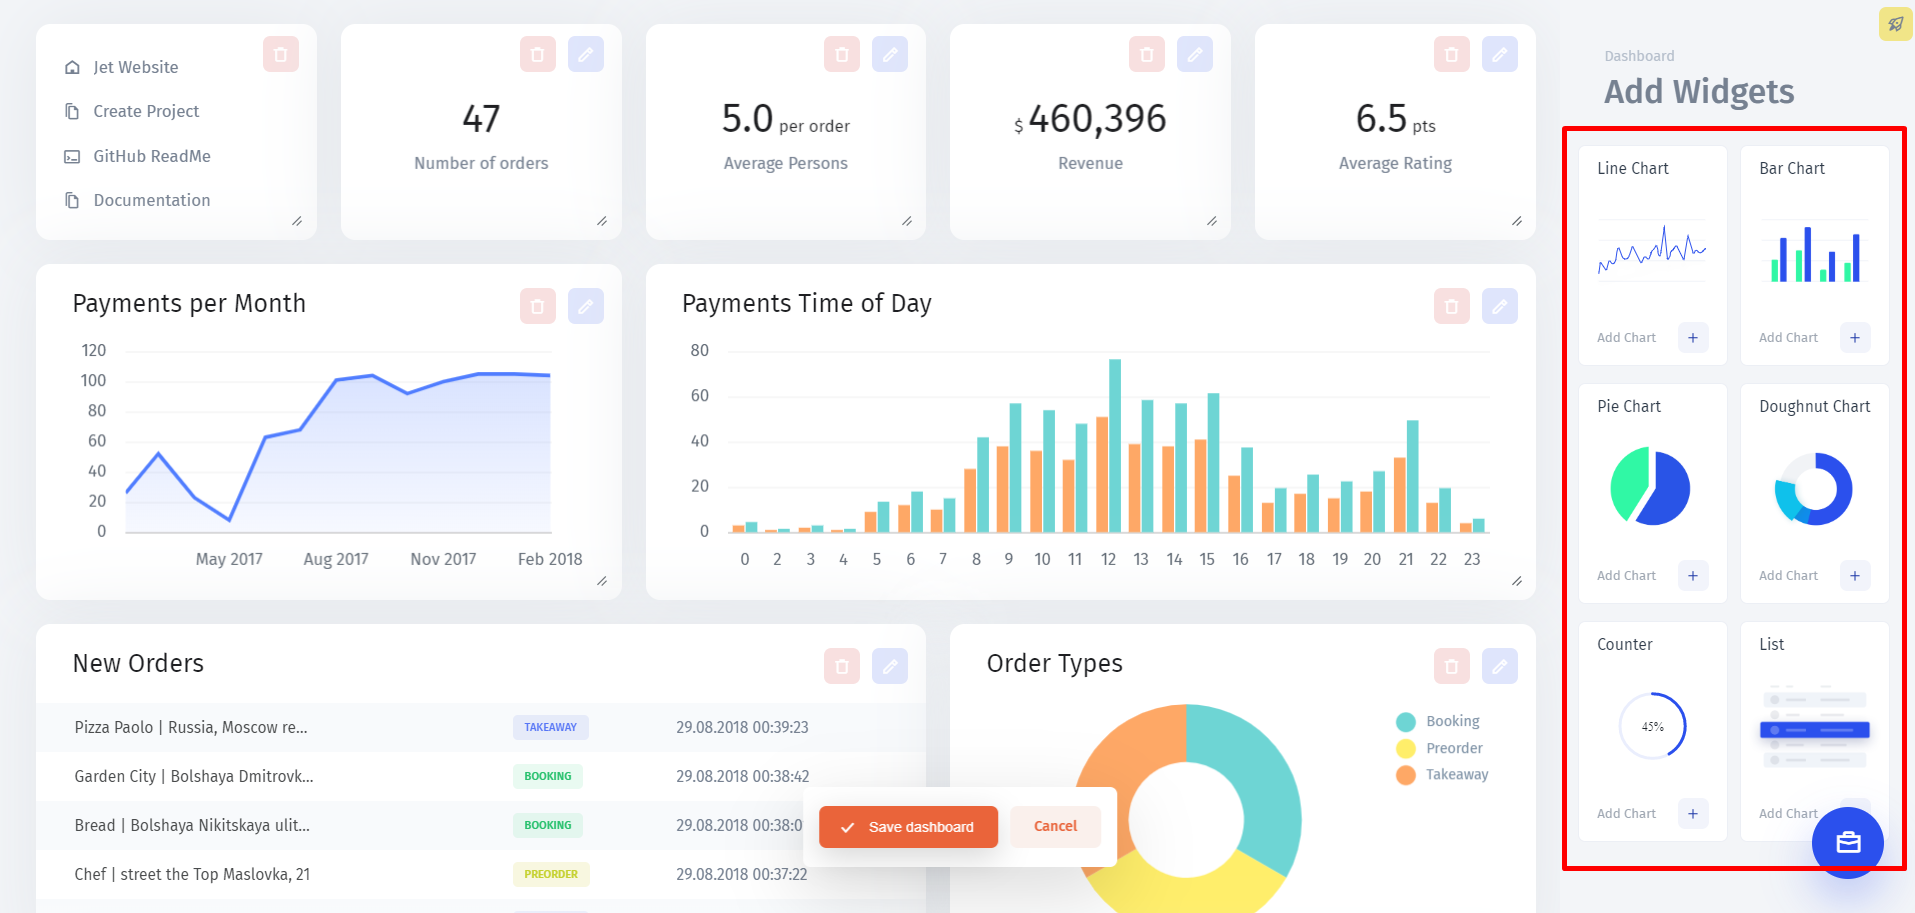 Jet Website
Create Project
GitHub ReadMe
Documentation
47
Number of orders
5.0 per order
Average Persons
$ 460,396
Revenue
6.5 pts
Average Rating
Dashboard
Add Widgets
Payments per Month
120
100
80
60
40
20
0
May 2017 Aug 2017 Nov 2017 Feb 2018
Payments Time of Day
80
60
40
20
0
0 2 3 4 5 6 7 8 9 10 11 12 13 14 15 16 17 18 19 20 21 22 23
New Orders
Pizza Paolo | Russia, Moscow re... TAKEAWAY 29.08.2018 00:39:23
Garden City | Bolshaya Dmitrovk... BOOKING 29.08.2018 00:38:42
Bread | Bolshaya Nikitskaya ulit... BOOKING 29.08.2018 00:38:0
Chef | street the Top Maslovka, 21 PREORDER 29.08.2018 00:37:22
Order Types
Booking
Preorder
Takeaway
Save dashboard Cancel
Line Chart
Add Chart +
Bar Chart
Add Chart +
Pie Chart
Add Chart +
Doughnut Chart
Add Chart +
Counter
45%
Add Chart +
List
Add Chart